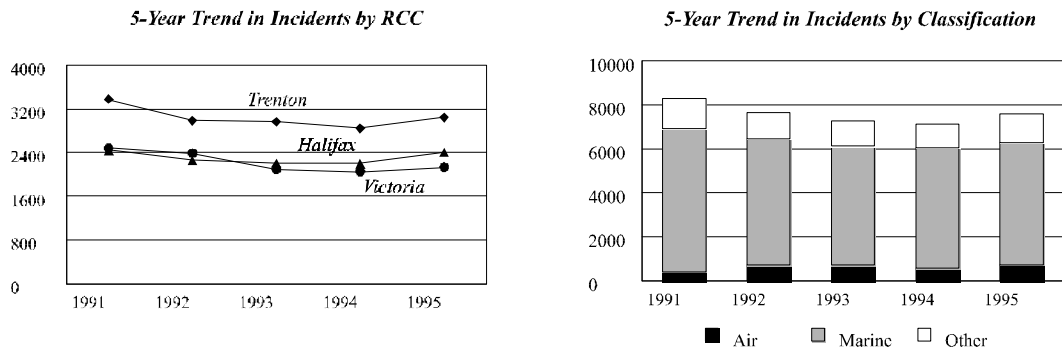 5-Year Trend in Incidents by RCC
4000
3200
2400
1600
800
0
Trenton
Halifax
Victoria
1991 1992 1993 1994 1995
5-Year Trend in Incidents by Classification
10000
8000
6000
4000
2000
0
1991 1992 1993 1994 1995
Air Marine Other